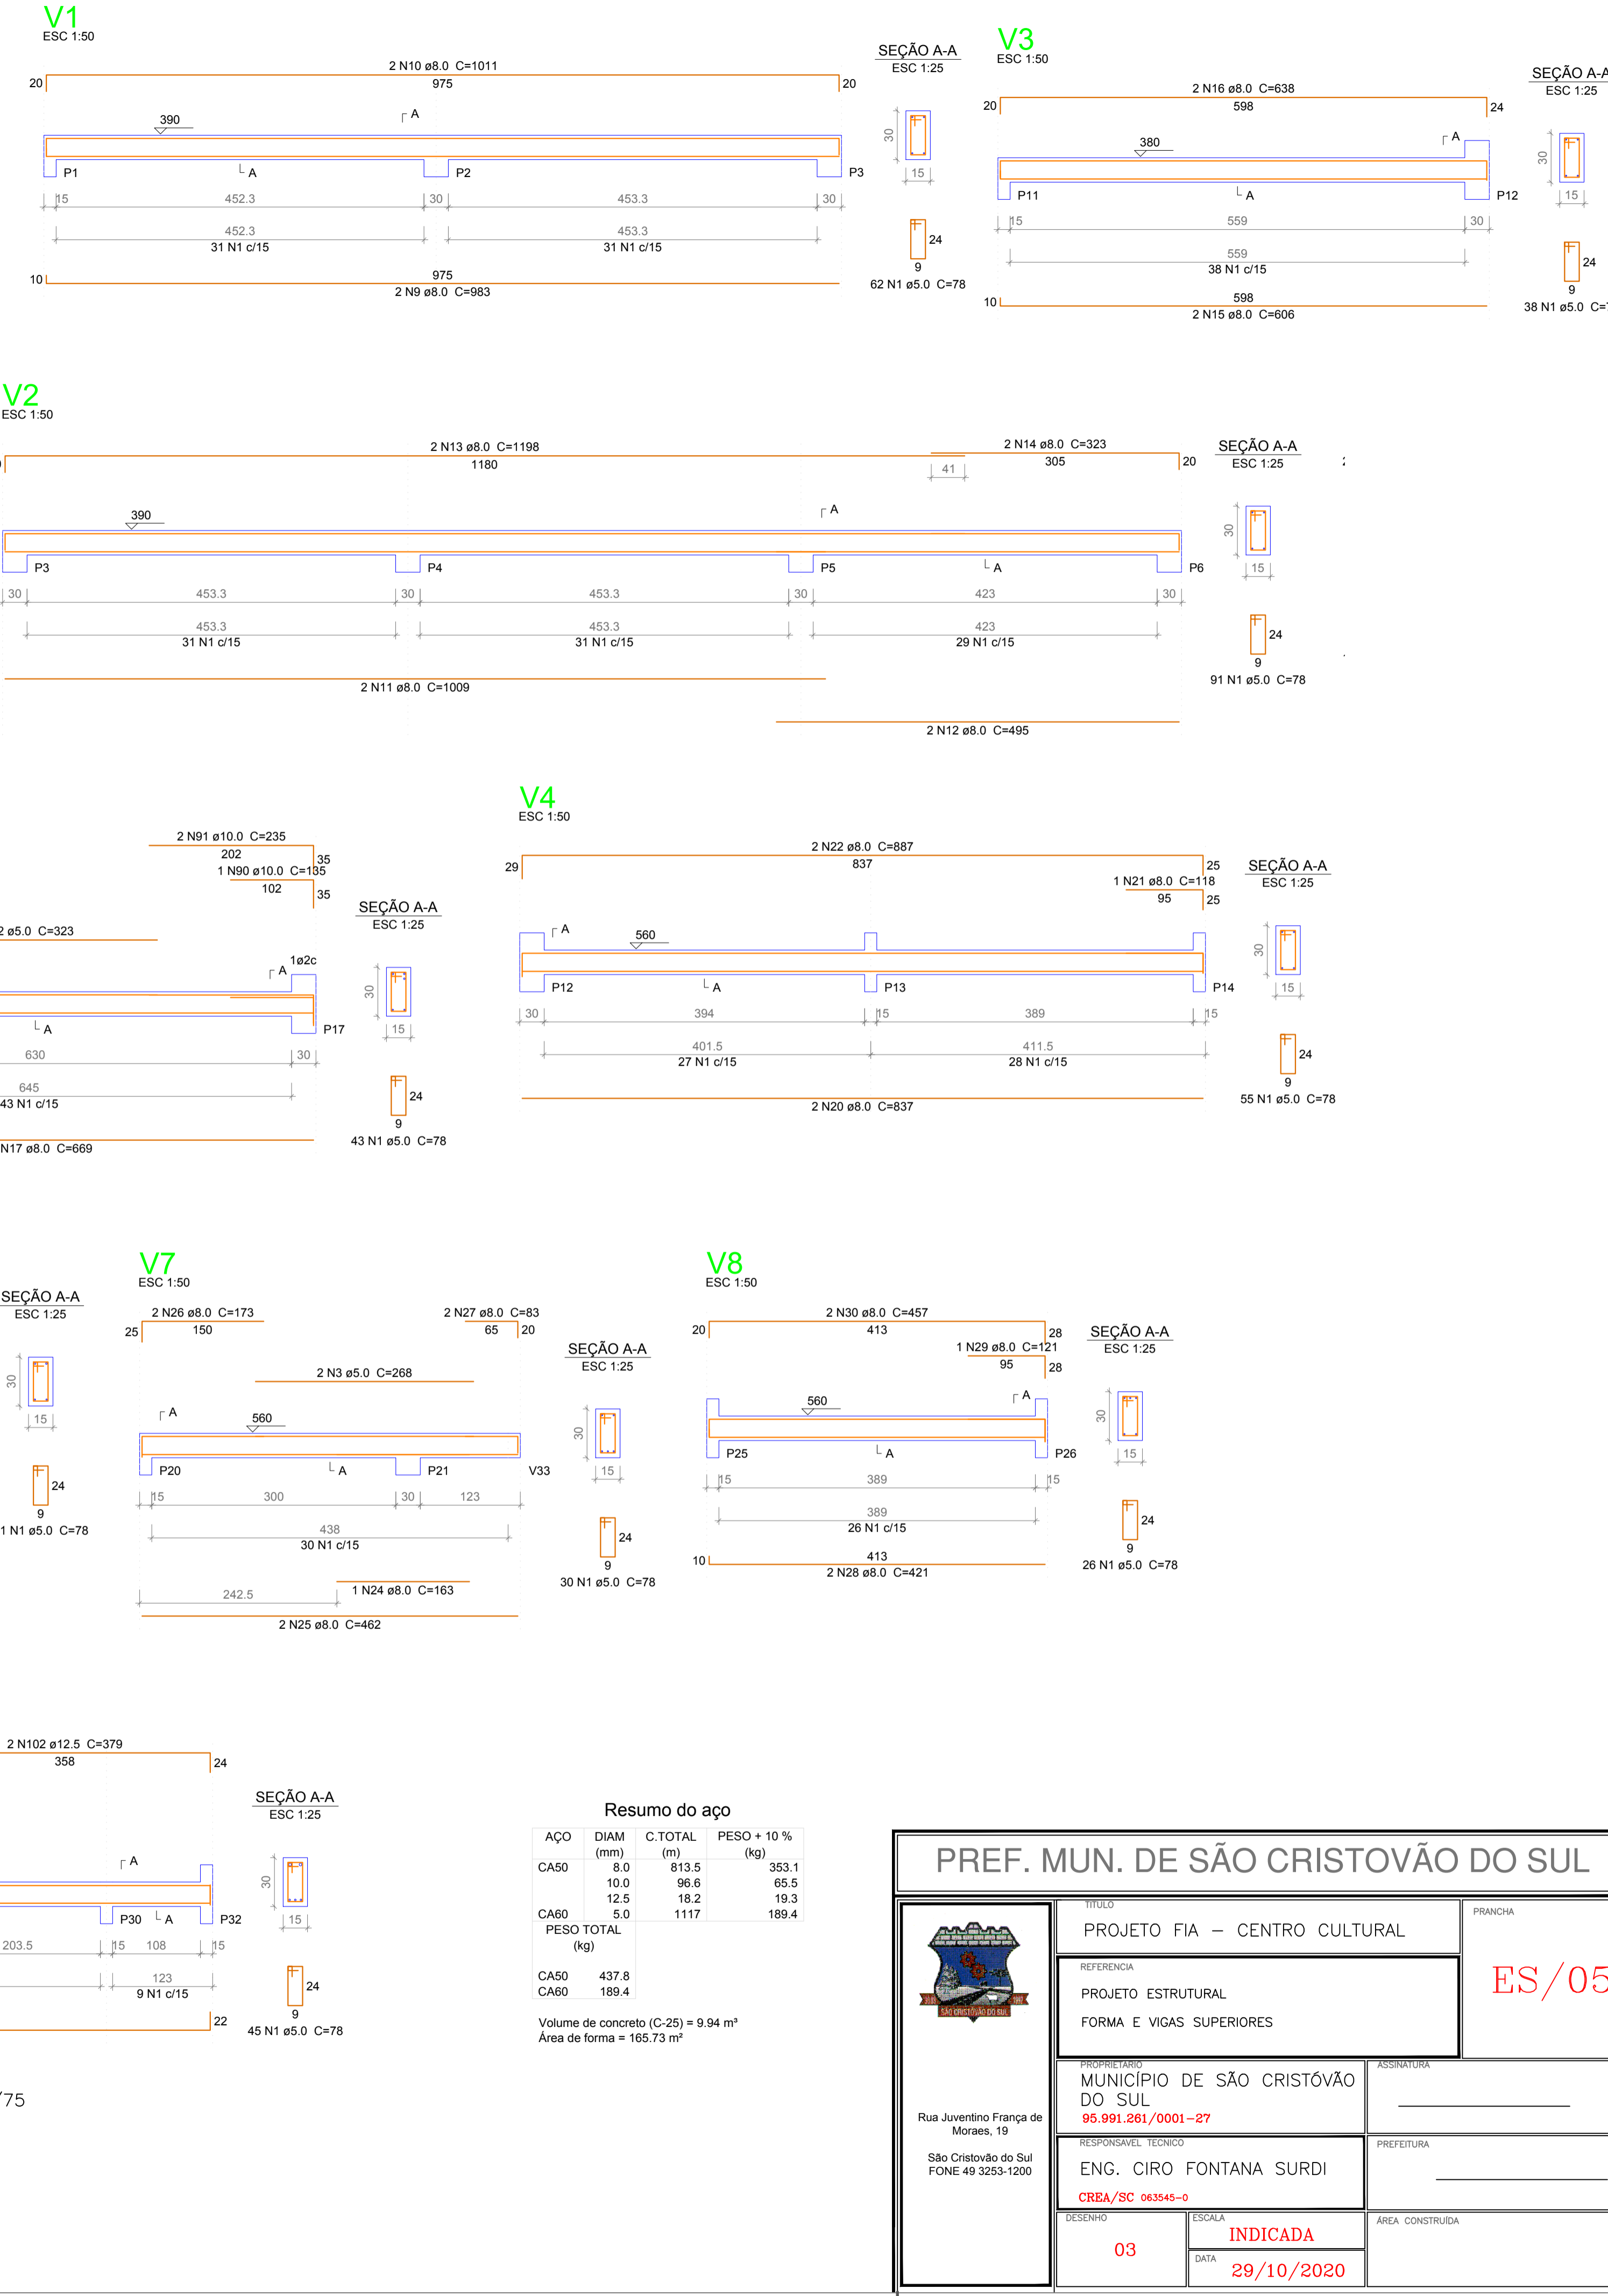 V1
ESC 1:50
2 N10 ø8.0 C=1011
20 975 20
390
A
P1 A P2 P3
15 452.3 30 453.3 30
452.3 453.3
31 N1 c/15 31 N1 c/15
10 975
2 N9 ø8.0 C=983
SEÇÃO A-A
ESC 1:25
30
15
24
9
62 N1 ø5.0 C=78
V3
ESC 1:50
2 N16 ø8.0 C=638
20 598 24
380
A
P11 A P12
15 559 30
559
38 N1 c/15
10 598
2 N15 ø8.0 C=606
SEÇÃO A-A
ESC 1:25
30
15
24
9
38 N1 ø5.0
V2
ESC 1:50
2 N13 ø8.0 C=1198
1180
2 N14 ø8.0 C=323
305 20
41
390
A
P3 P4 P5 A P6
30 453.3 30 453.3 30 423 30
453.3 453.3 423
31 N1 c/15 31 N1 c/15 29 N1 c/15
2 N11 ø8.0 C=1009
2 N12 ø8.0 C=495
SEÇÃO A-A
ESC 1:25
30
15
24
9
91 N1 ø5.0 C=78
2 N91 ø10.0 C=235
202 35
1 N90 ø10.0 C=135
102 35
2 ø5.0 C=323
1ø2c
A
A P17
630 30
645
43 N1 c/15
N17 ø8.0 C=669
SEÇÃO A-A
ESC 1:25
30
15
24
9
43 N1 ø5.0 C=78
V4
ESC 1:50
2 N22 ø8.0 C=887
29 837 25
1 N21 ø8.0 C=118
95 25
A
560
P12 A P13 P14
30 394 15 389 15
401.5 411.5
27 N1 c/15 28 N1 c/15
2 N20 ø8.0 C=837
SEÇÃO A-A
ESC 1:25
30
15
24
9
55 N1 ø5.0 C=78
SEÇÃO A-A
ESC 1:25
30
15
24
9
1 N1 ø5.0 C=78
V7
ESC 1:50
2 N26 ø8.0 C=173 2 N27 ø8.0 C=83
25 150 65 20
2 N3 ø5.0 C=268
A
560
P20 A P21 V33
15 300 30 123
438
30 N1 c/15
1 N24 ø8.0 C=163
242.5
2 N25 ø8.0 C=462
SEÇÃO A-A
ESC 1:25
30
15
24
9
30 N1 ø5.0 C=78
V8
ESC 1:50
2 N30 ø8.0 C=457
20 413 28
1 N29 ø8.0 C=121
95 28
A
560
P25 A P26
15 389 15
389
26 N1 c/15
10 413
2 N28 ø8.0 C=421
SEÇÃO A-A
ESC 1:25
30
15
24
9
26 N1 ø5.0 C=78
2 N102 ø12.5 C=379
358 24
A
P30 A P32
203.5 15 108 15
123
9 N1 c/15
22
SEÇÃO A-A
ESC 1:25
30
15
24
9
45 N1 ø5.0 C=78
/75
Resumo do aço
AÇO DIAM C.TOTAL PESO + 10 %
(mm) (m) (kg)
CA50 8.0 813.5 353.1
10.0 96.6 65.5
12.5 18.2 19.3
CA60 5.0 1117 189.4
PESO TOTAL
(kg)
CA50 437.8
CA60 189.4
Volume de concreto (C-25) = 9.94 m³
Área de forma = 165.73 m²
PREF. MUN. DE SÃO CRISTOVÃO DO SUL
SÃO CRISTÓVÃO DO SUL
Rua Juventino França de
Moraes, 19
São Cristovão do Sul
FONE 49 3253-1200
TITULO
PROJETO FIA – CENTRO CULTURAL
PRANCHA
ES/05
REFERENCIA
PROJETO ESTRUTURAL
FORMA E VIGAS SUPERIORES
PROPRIETARIO
MUNICÍPIO DE SÃO CRISTÓVÃO
DO SUL
95.991.261/0001-27
ASSINATURA
RESPONSAVEL TECNICO
ENG. CIRO FONTANA SURDI
CREA/SC 063545-0
PREFEITURA
DESENHO
03
ESCALA
INDICADA
DATA
29/10/2020
ÁREA CONSTRUÍDA